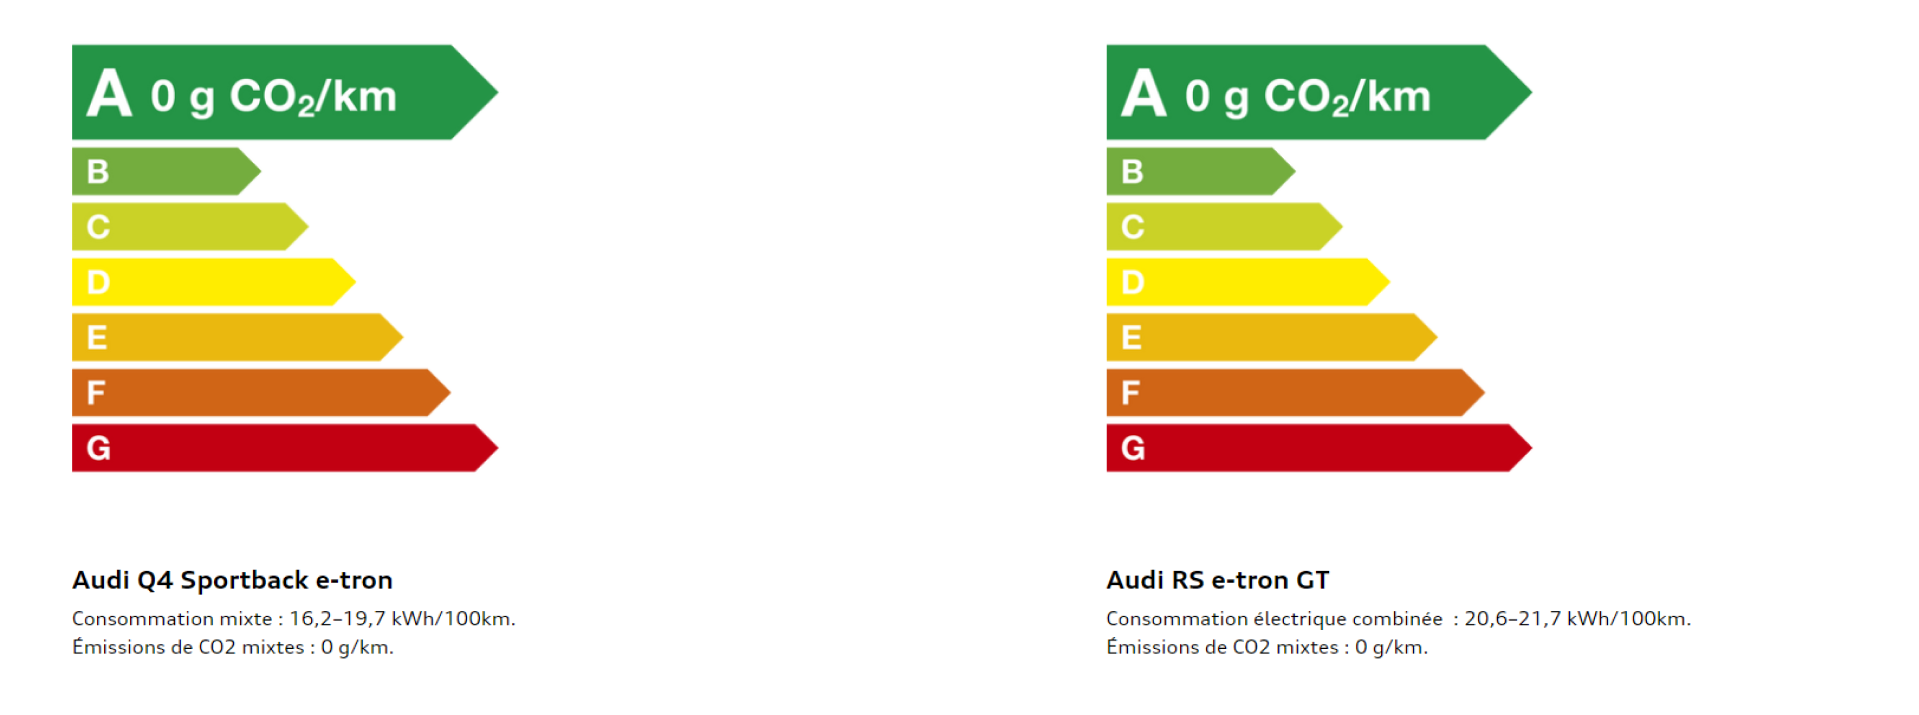 A 0 g CO₂/km
B
C
D
E
F
G
Audi Q4 Sportback e-tron
Consommation mixte : 16,2–19,7 kWh/100km.
Émissions de CO2 mixtes : 0 g/km.
A 0 g CO₂/km
B
C
D
E
F
G
Audi RS e-tron GT
Consommation électrique combinée  : 20,6–21,7 kWh/100km.
Émissions de CO2 mixtes : 0 g/km.